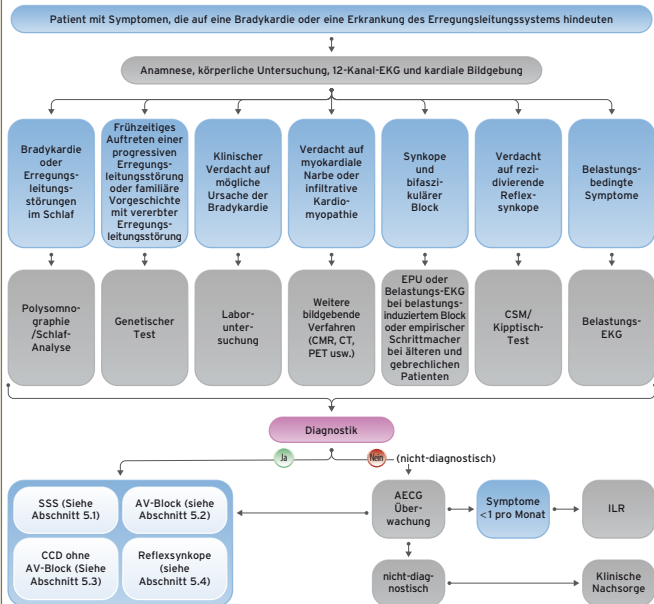 Patient mit Symptomen, die auf eine Bradykardie oder eine Erkrankung des Erregungsleitungssystems hindeuten
Anamnese, körperliche Untersuchung, 12-Kanal-EKG und kardiale Bildgebung
Bradykardie
oder
Erregungs-
leitungs-
störungen
im Schlaf
Frühzeitiges
Auftreten einer
progressiven
Erregungs-
leitungsstörung
oder familiäre
Vorgeschichte
mit vererbter
Erregungs-
leitungsstörung
Klinischer
Verdacht auf
mögliche
Ursache der
Bradykardie
Verdacht auf
myokardiale
Narbe oder
infiltrative
Kardio-
myopathie
Synkope
und
bifaszi-
kulärer
Block
Verdacht
auf rezi-
divierende
Reflex-
synkope
Belastungs-
bedingte
Symptome
Polysomno-
graphie
/Schlaf-
Analyse
Genetischer
Test
Labor-
unter-
suchung
Weitere
bildgebende
Verfahren
(CMR, CT,
PET usw.)
EPU oder
Belastungs-EKG
bei belastungs-
induziertem Block
oder empirischer
Schrittmacher
bei älteren und
gebrechlichen
Patienten
CSM/
Kipptisch-
Test
Belastungs-
EKG
Diagnostik
Ja
Nein (nicht-diagnostisch)
SSS (Siehe
Abschnitt 5.1)
AV-Block (siehe
Abschnitt 5.2)
CCD ohne
AV-Block (Siehe
Abschnitt 5.3)
Reflexsynkope
(siehe
Abschnitt 5.4)
AECG
Über-
wachung
Symptome
<1 pro Monat
ILR
nicht-diag-
nostisch
Klinische
Nachsorge